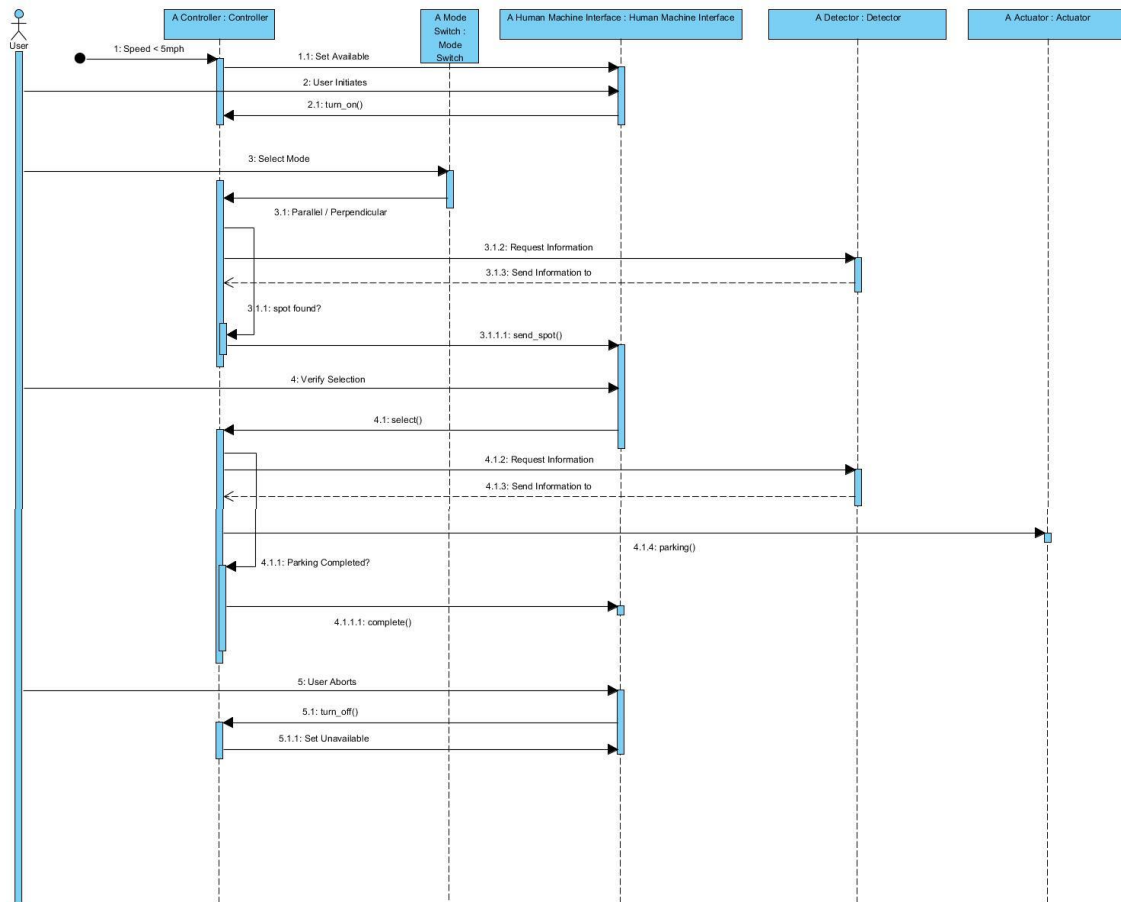 A Controller : Controller
A Mode
Switch :
Mode
Switch
A Human Machine Interface : Human Machine Interface
A Detector : Detector
A Actuator : Actuator
User
1: Speed < 5mph
1.1: Set Available
2: User Initiates
2.1: turn_on()
3: Select Mode
3.1: Parallel / Perpendicular
3.1.2: Request Information
3.1.3: Send Information to
3.1.1: spot found?
3.1.1.1: send_spot()
4: Verify Selection
4.1: select()
4.1.2: Request Information
4.1.3: Send Information to
4.1.4: parking()
4.1.1: Parking Completed?
4.1.1.1: complete()
5: User Aborts
5.1: turn_off()
5.1.1: Set Unavailable